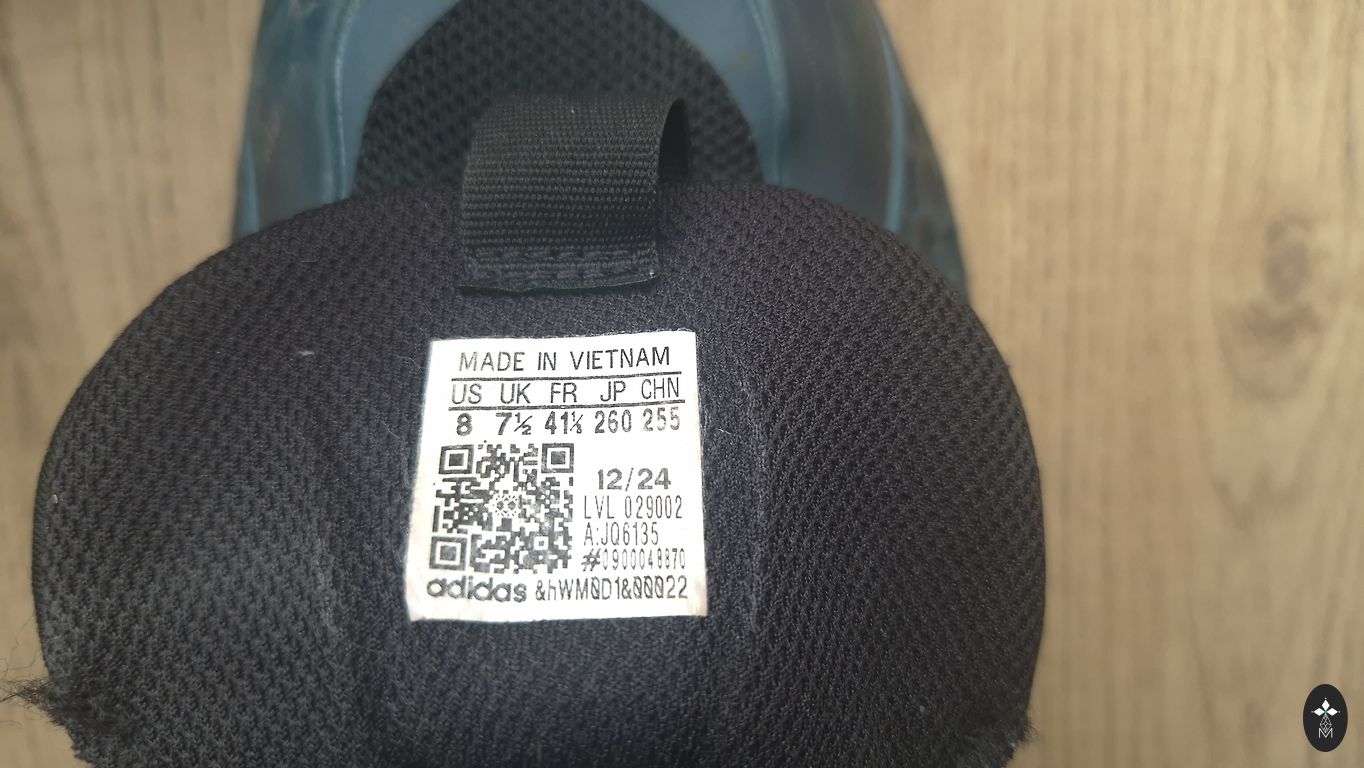 MADE IN VIETNAM
US UK FR JP CHN
8 7½ 41⅓ 260 255
12/24
LVL 029002
A:JQ6135
#0900048870
adidas &hWM0D1&00022
M